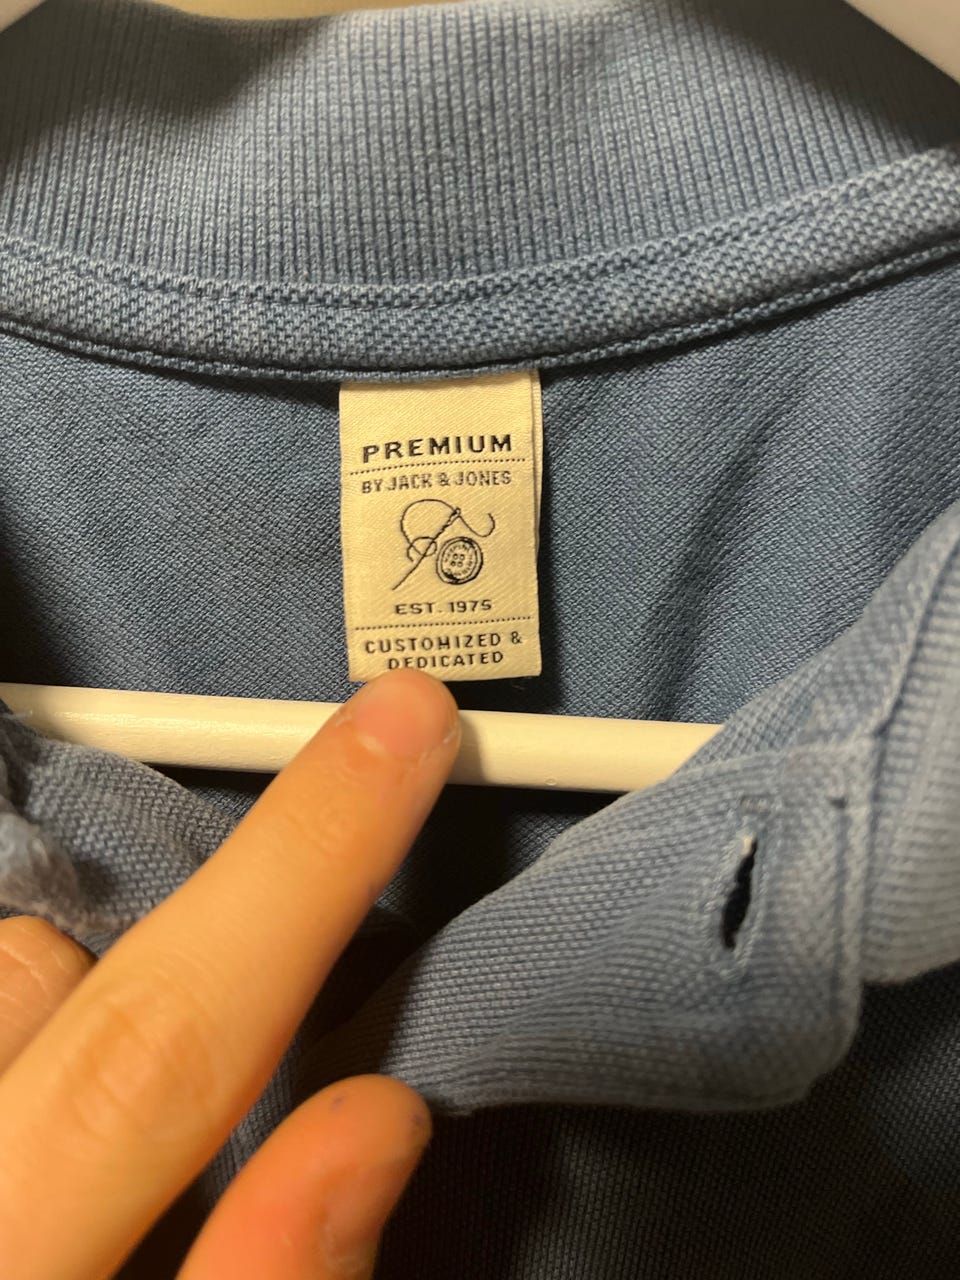 PREMIUM
BY JACK & JONES
EST. 1975
CUSTOMIZED &
DEDICATED